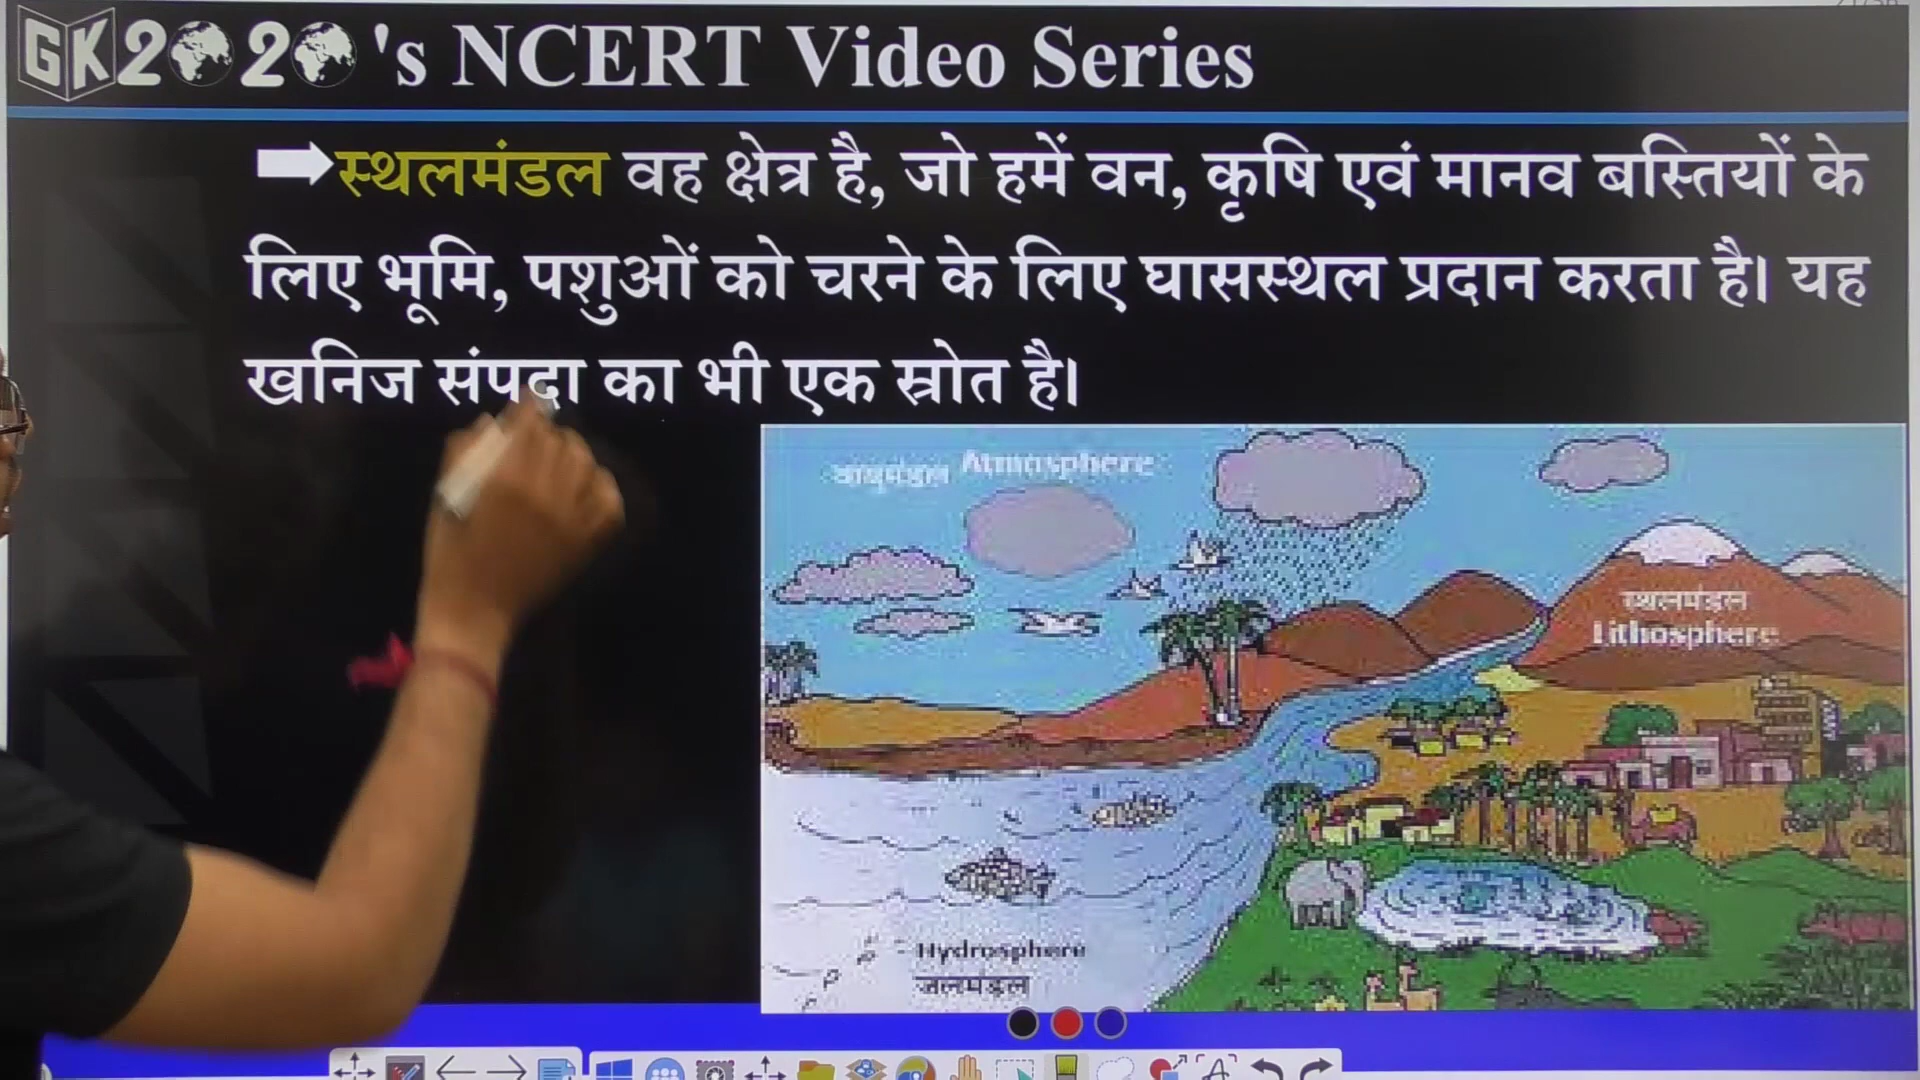 GK2020's NCERT Video Series
स्थलमंडल वह क्षेत्र है, जो हमें वन, कृषि एवं मानव बस्तियों के
लिए भूमि, पशुओं को चरने के लिए घासस्थल प्रदान करता है। यह
खनिज संपदा का भी एक स्रोत है।
वायुमंडल Atmosphere
स्थलमंडल
Lithosphere
Hydrosphere
जलमंडल